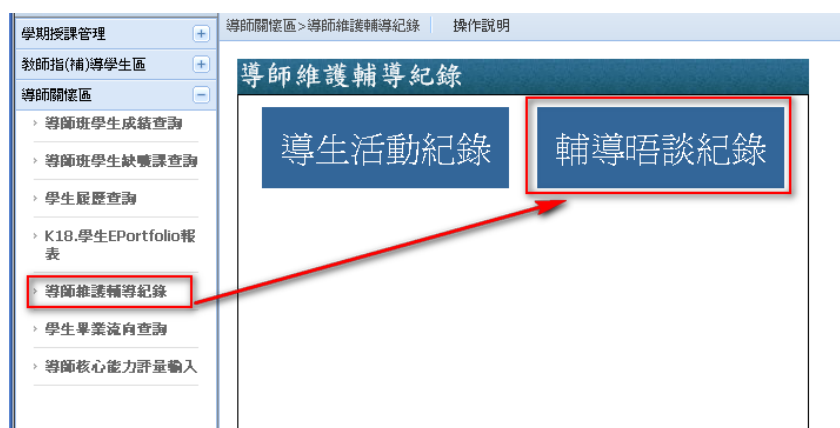 學期授課管理
教師指(補)導學生區
導師關懷區
導師班學生成績查詢
導師班學生缺曠課查詢
學生履歷查詢
K18.學生EPortfolio報
表
導師維護輔導紀錄
學生畢業流向查詢
導師核心能力評量輸入
導師關懷區>導師維護輔導紀錄
操作說明
導師維護輔導紀錄
導生活動紀錄
輔導晤談紀錄